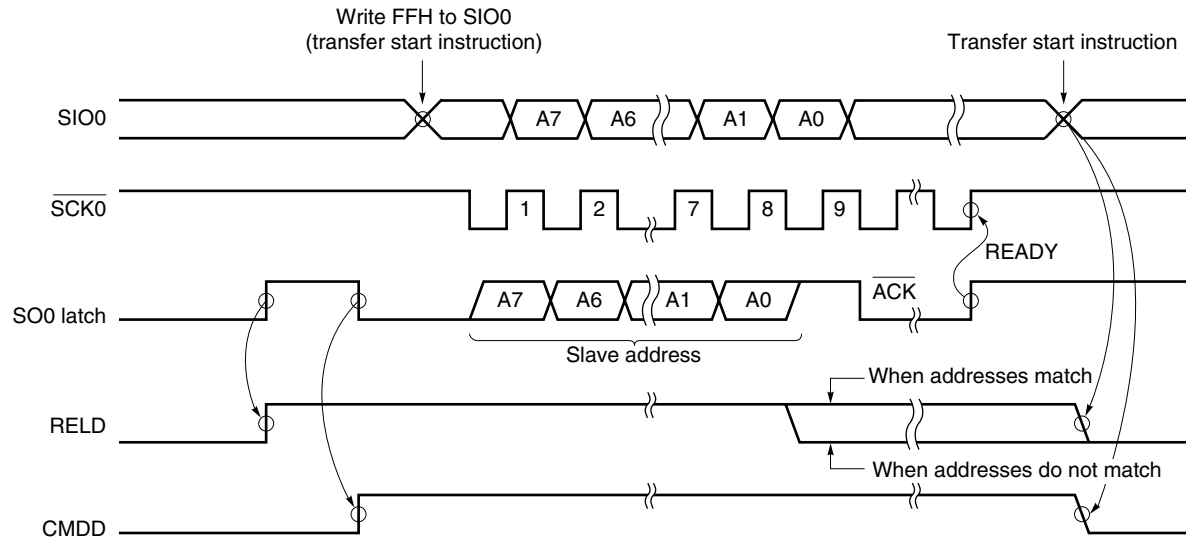 Write FFH to SIO0
(transfer start instruction)
Transfer start instruction
SIO0
A7
A6
A1
A0
SCK0
1
2
7
8
9
READY
SO0 latch
A7
A6
A1
A0
ACK
Slave address
When addresses match
RELD
When addresses do not match
CMDD